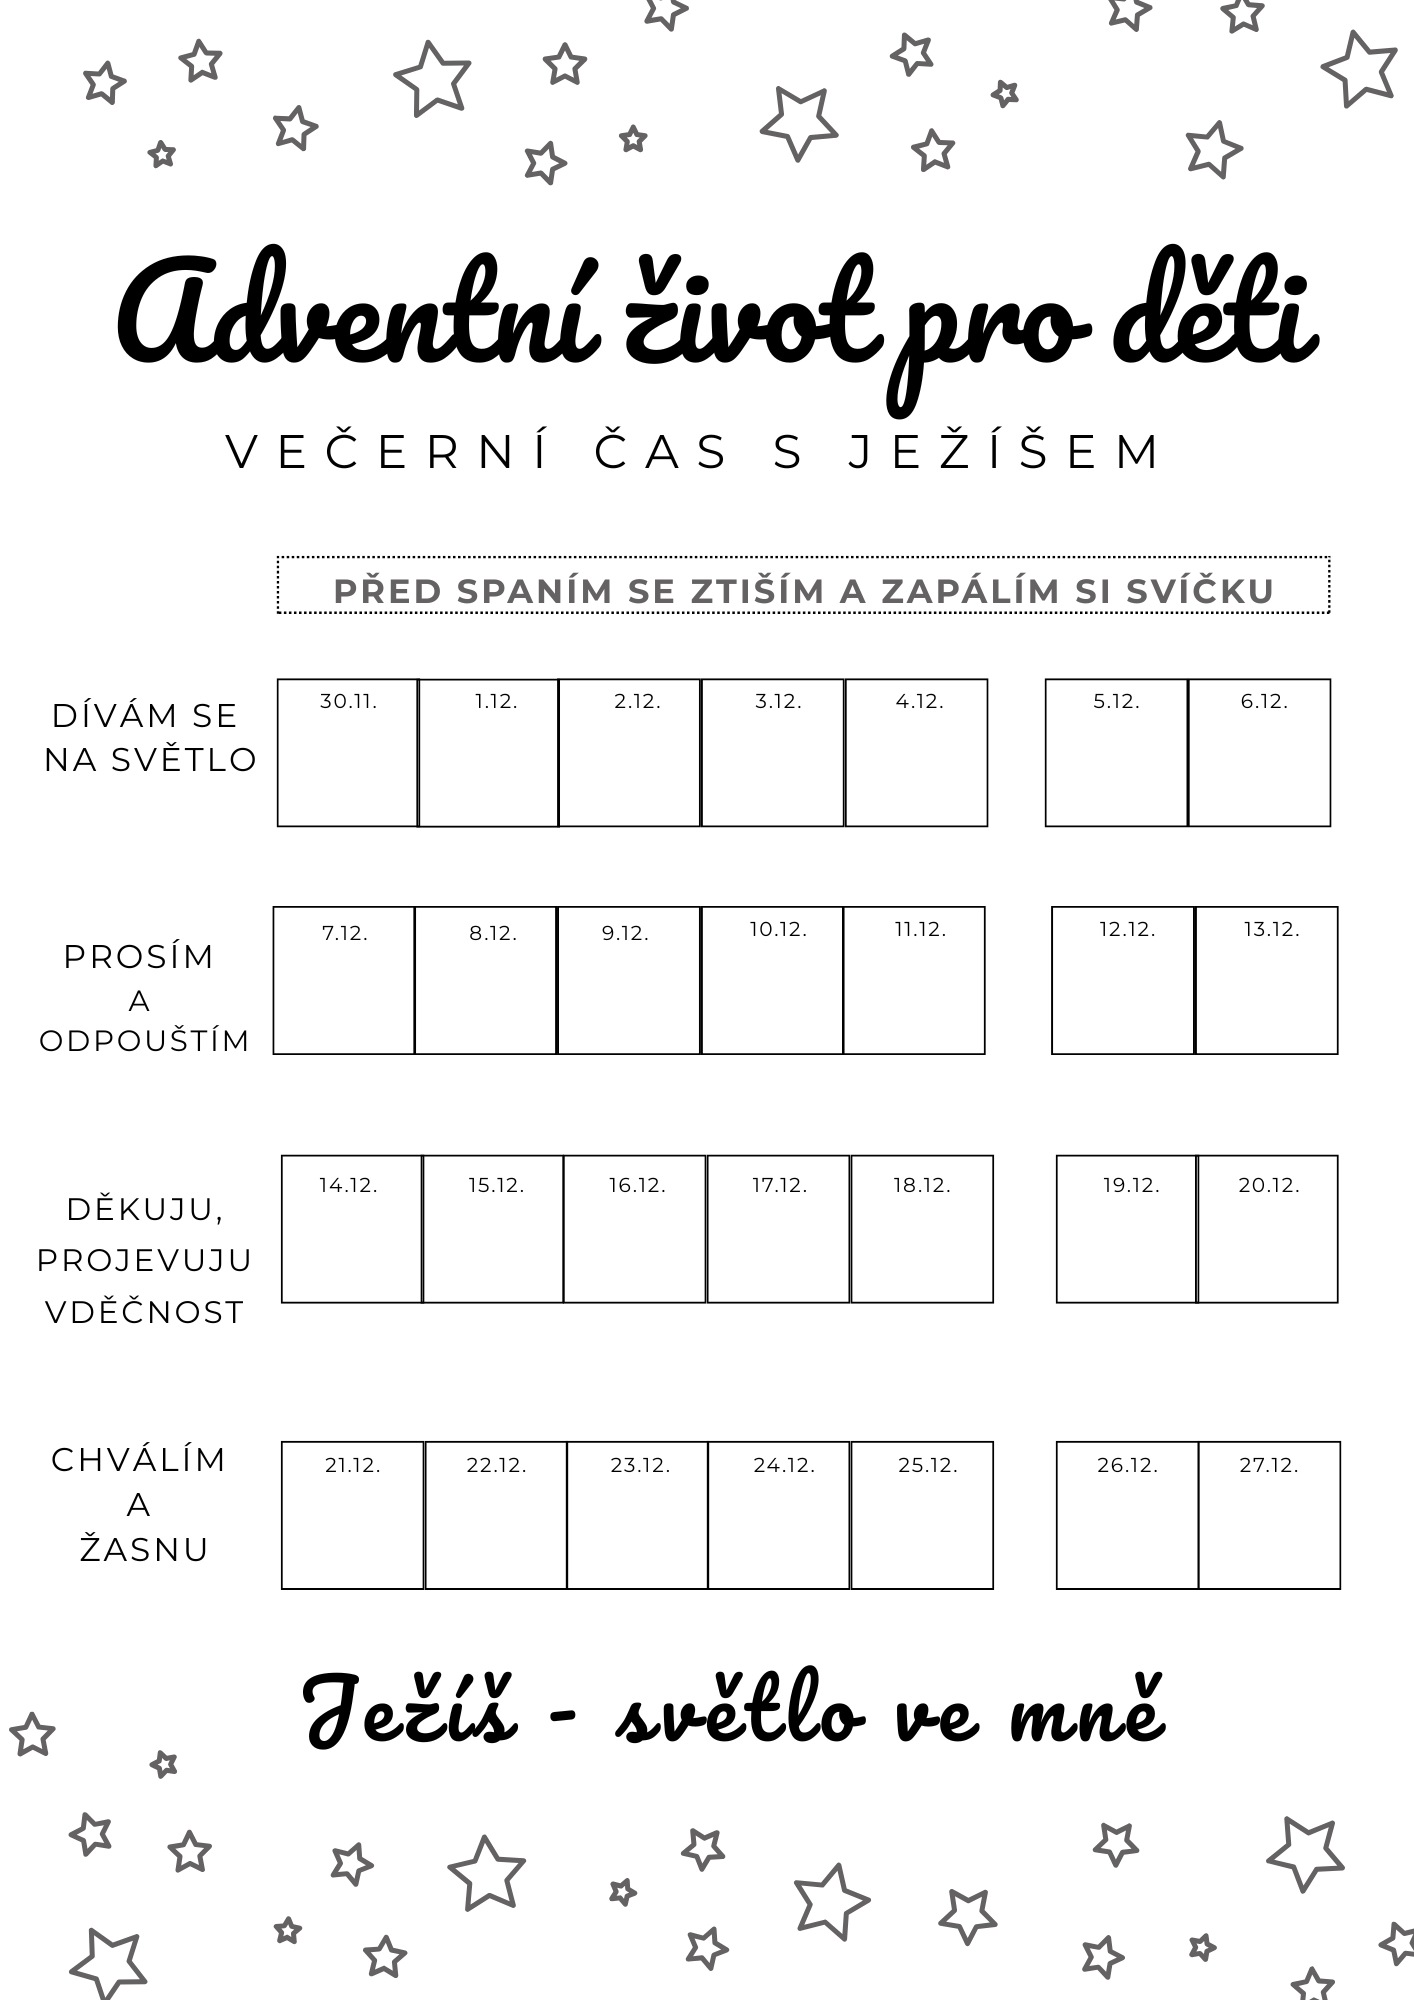 Adventní život pro děti
VEČERNÍ ČAS S JEŽÍŠEM
PŘED SPANÍM SE ZTIŠÍM A ZAPÁLÍM SI SVÍČKU
DÍVÁM SE
NA SVĚTLO
30.11. 1.12. 2.12. 3.12. 4.12. 5.12. 6.12.
PROSÍM
A
ODPOUŠTÍM
7.12. 8.12. 9.12. 10.12. 11.12. 12.12. 13.12.
DĚKUJU,
PROJEVUJU
VDĚČNOST
14.12. 15.12. 16.12. 17.12. 18.12. 19.12. 20.12.
CHVÁLÍM
A
ŽASNU
21.12. 22.12. 23.12. 24.12. 25.12. 26.12. 27.12.
Ježíš - světlo ve mně